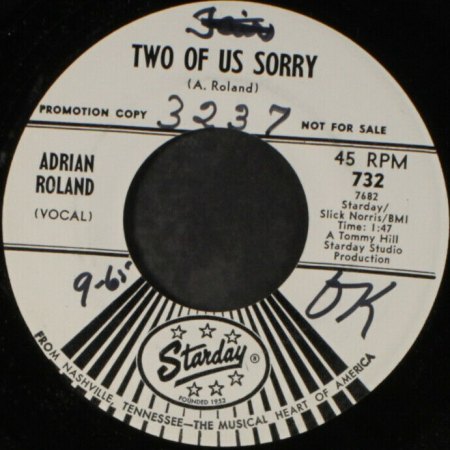 TWO OF US SORRY
(A. Roland)
PROMOTION COPY
3237
NOT FOR SALE
ADRIAN
ROLAND
(VOCAL)
45 RPM
732
7682
Starday/
Slick Norris/BMI
Time: 1:47
A Tommy Hill
Starday Studio
Production
9-65
OK
Starday ®
FOUNDED 1952
FROM NASHVILLE, TENNESSEE—THE MUSICAL HEART OF AMERICA